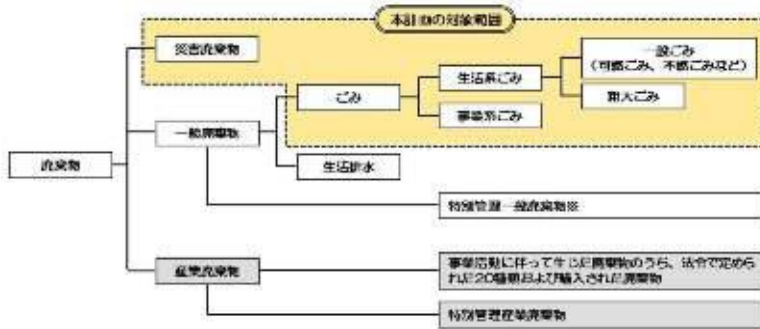 本計画の対象範囲
災害廃棄物
一般ごみ
(可燃ごみ、不燃ごみなど)
生活系ごみ
ごみ
粗大ごみ
事業系ごみ
一般廃棄物
廃棄物
生活排水
特別管理一般廃棄物※
産業廃棄物
事業活動に伴って生じた廃棄物のうち、法令で定めら
れた20種類および輸入された廃棄物
特別管理産業廃棄物